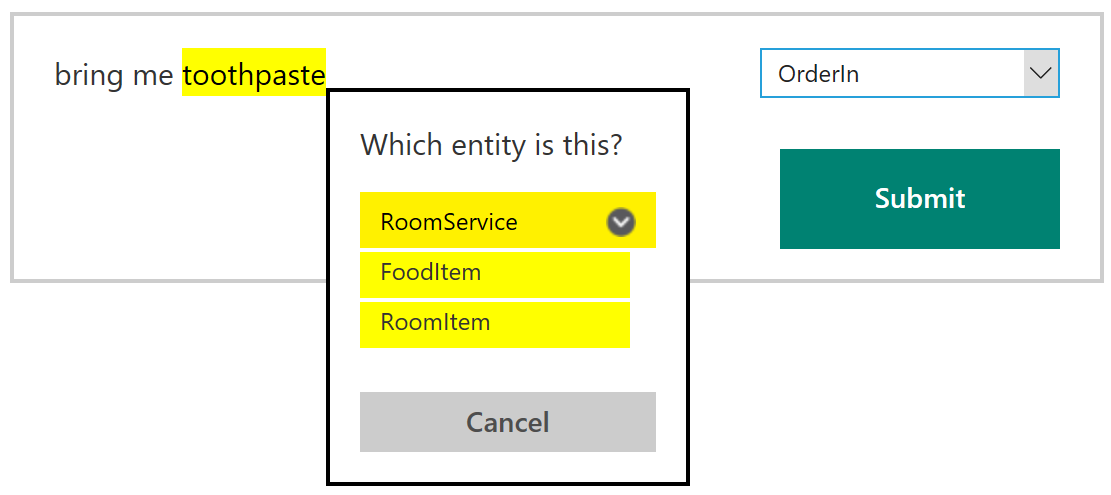 bring me toothpaste
OrderIn
Submit
Which entity is this?
RoomService
FoodItem
RoomItem
Cancel